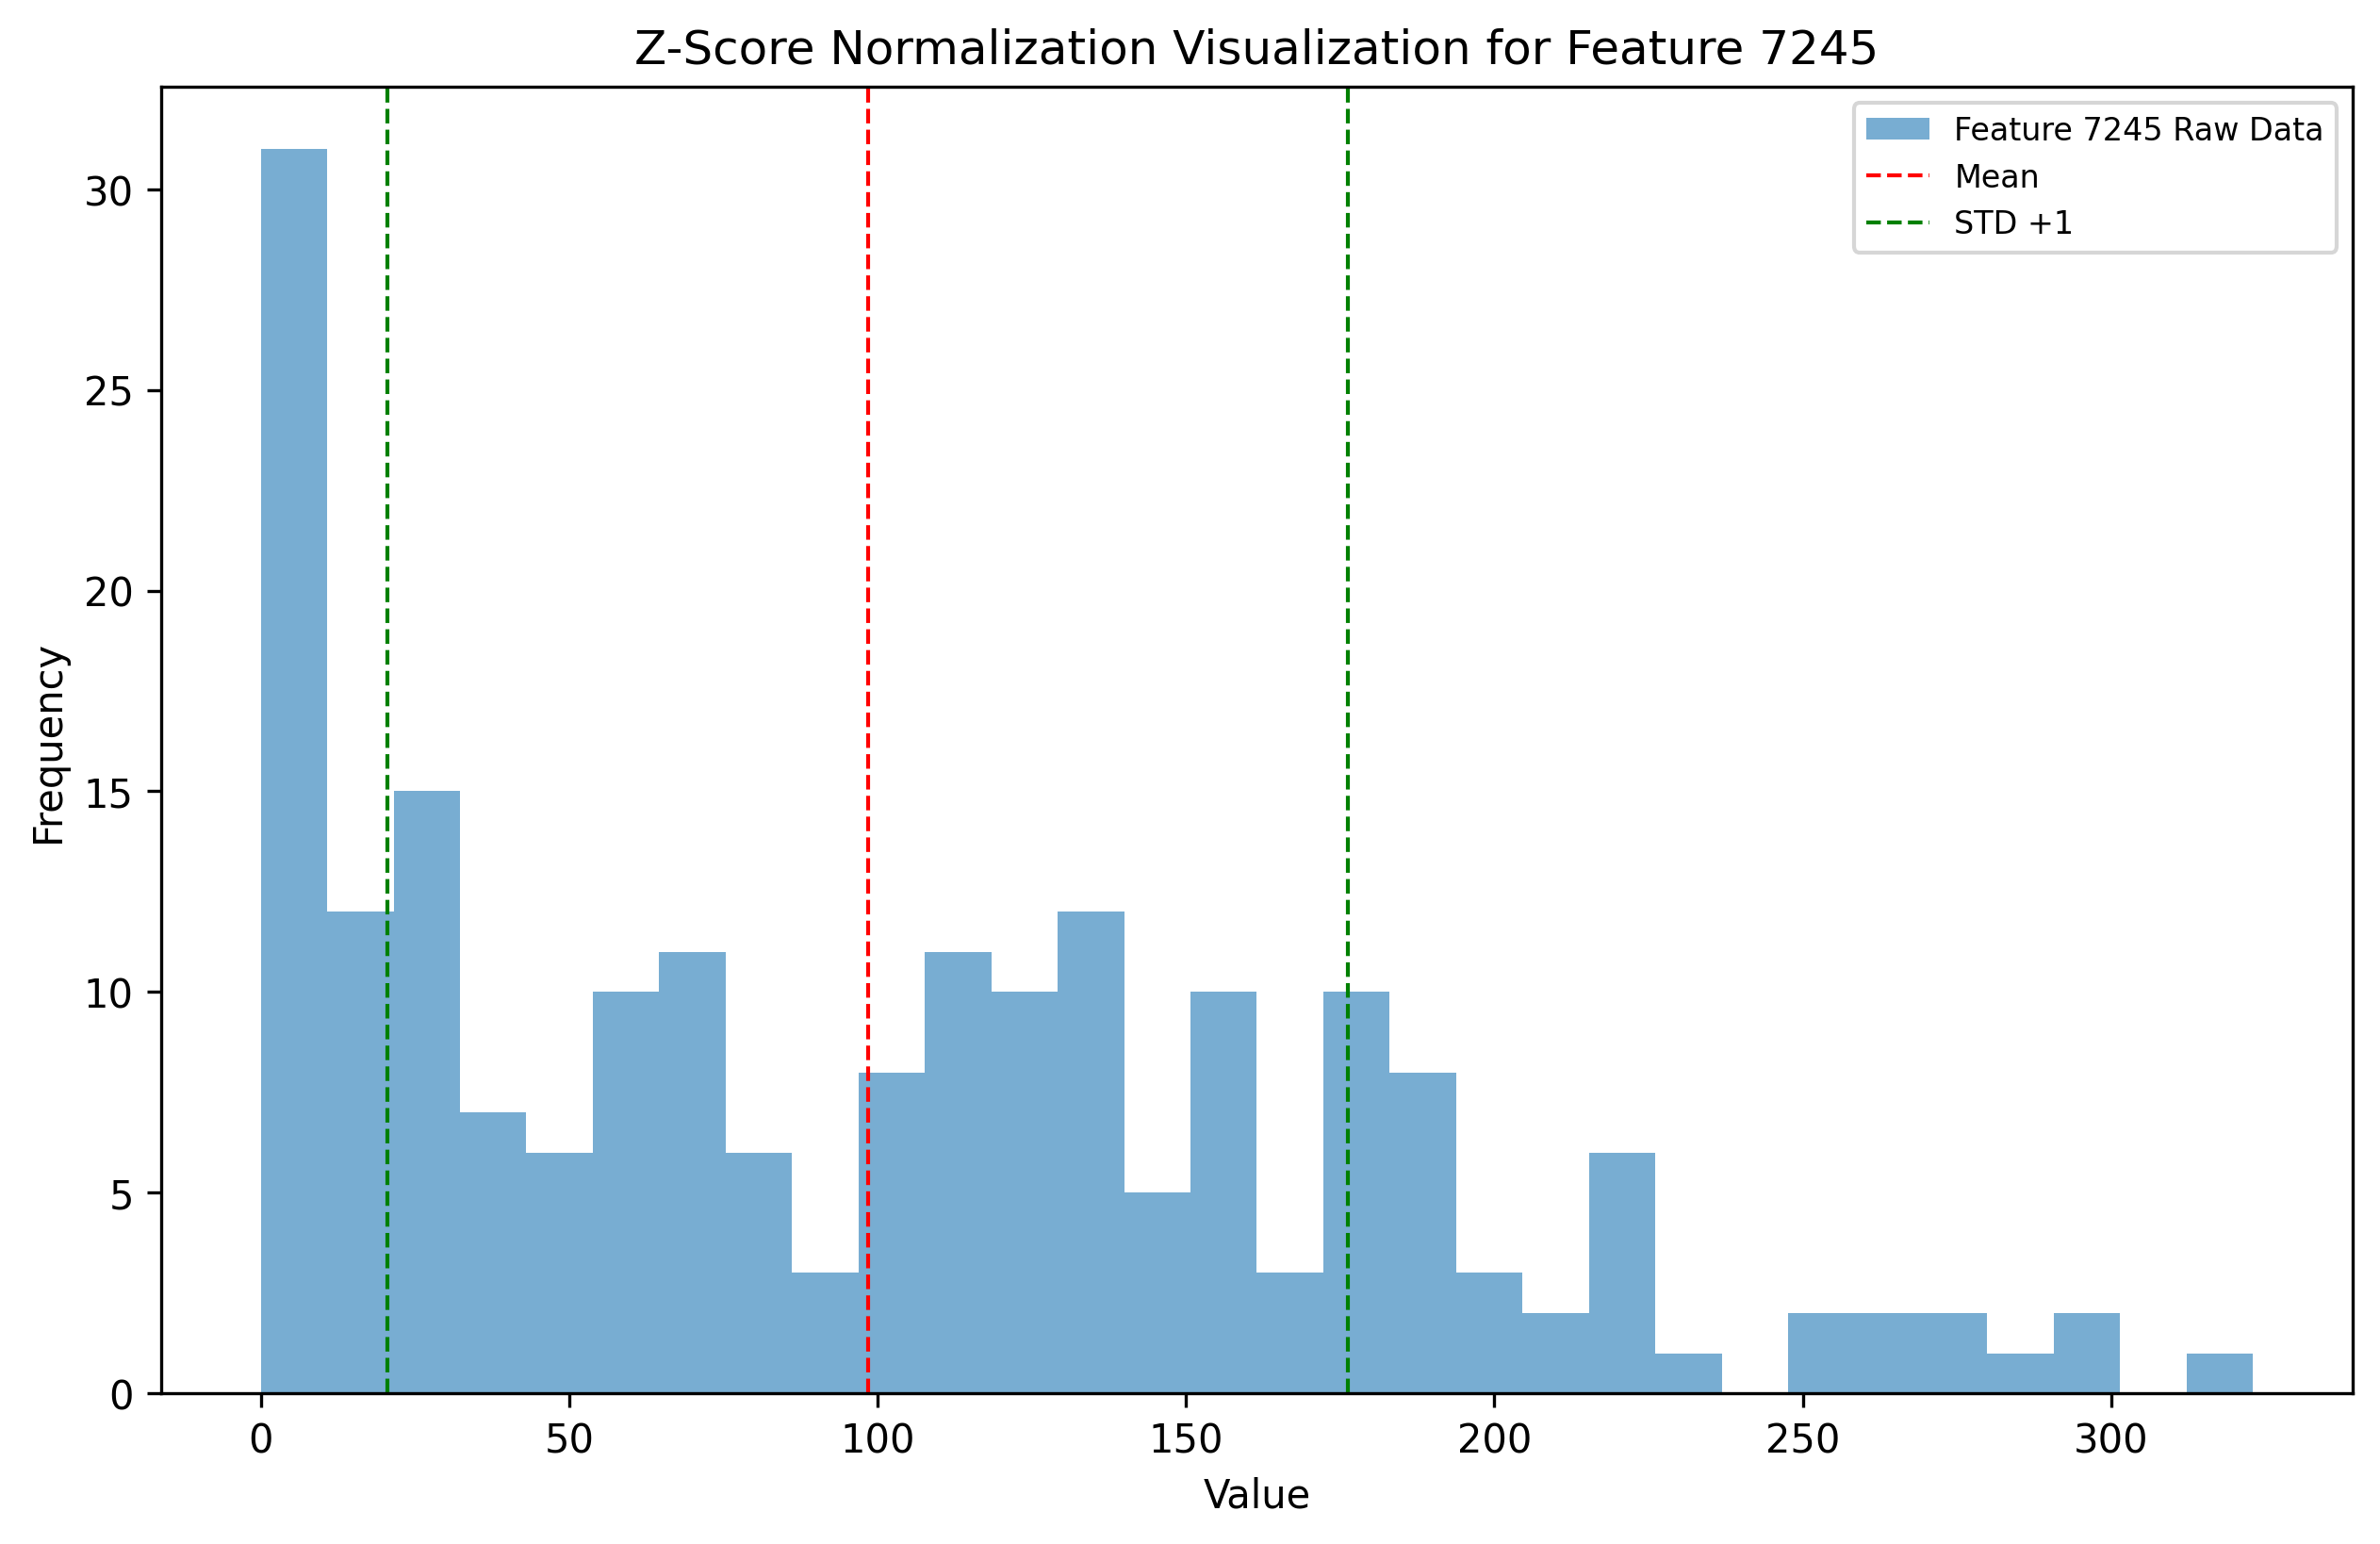 Z-Score Normalization Visualization for Feature 7245
Feature 7245 Raw Data
Mean
STD +1
30
25
20
15
10
5
0
Frequency
0 50 100 150 200 250 300
Value